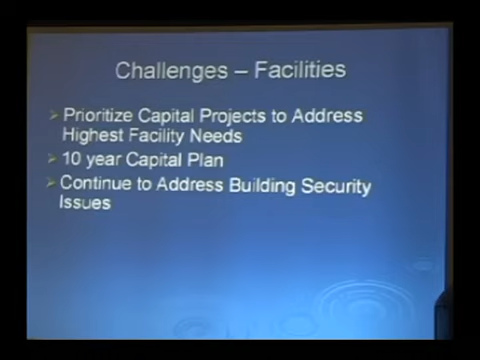 Challenges – Facilities
Prioritize Capital Projects to Address
Highest Facility Needs
10 year Capital Plan
Continue to Address Building Security
Issues